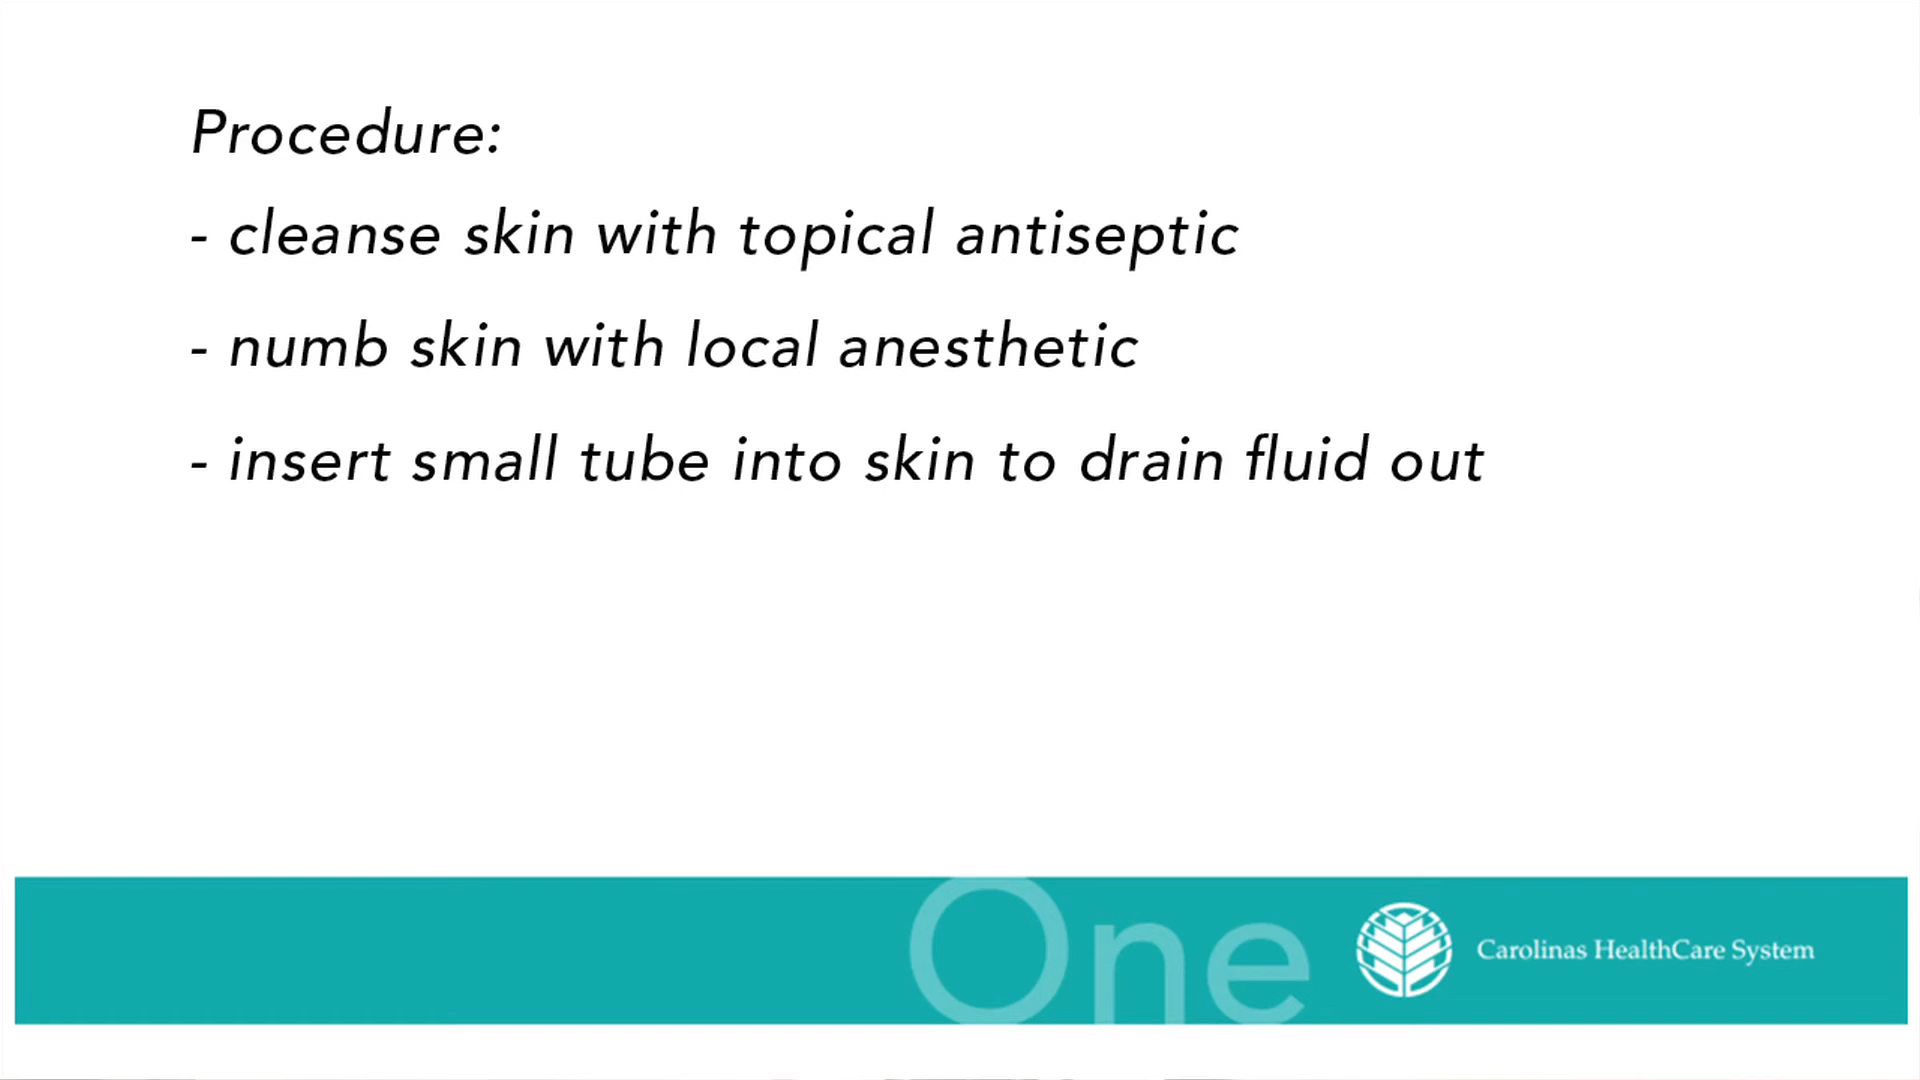 Procedure:
- cleanse skin with topical antiseptic
- numb skin with local anesthetic
- insert small tube into skin to drain fluid out
One
Carolinas HealthCare System